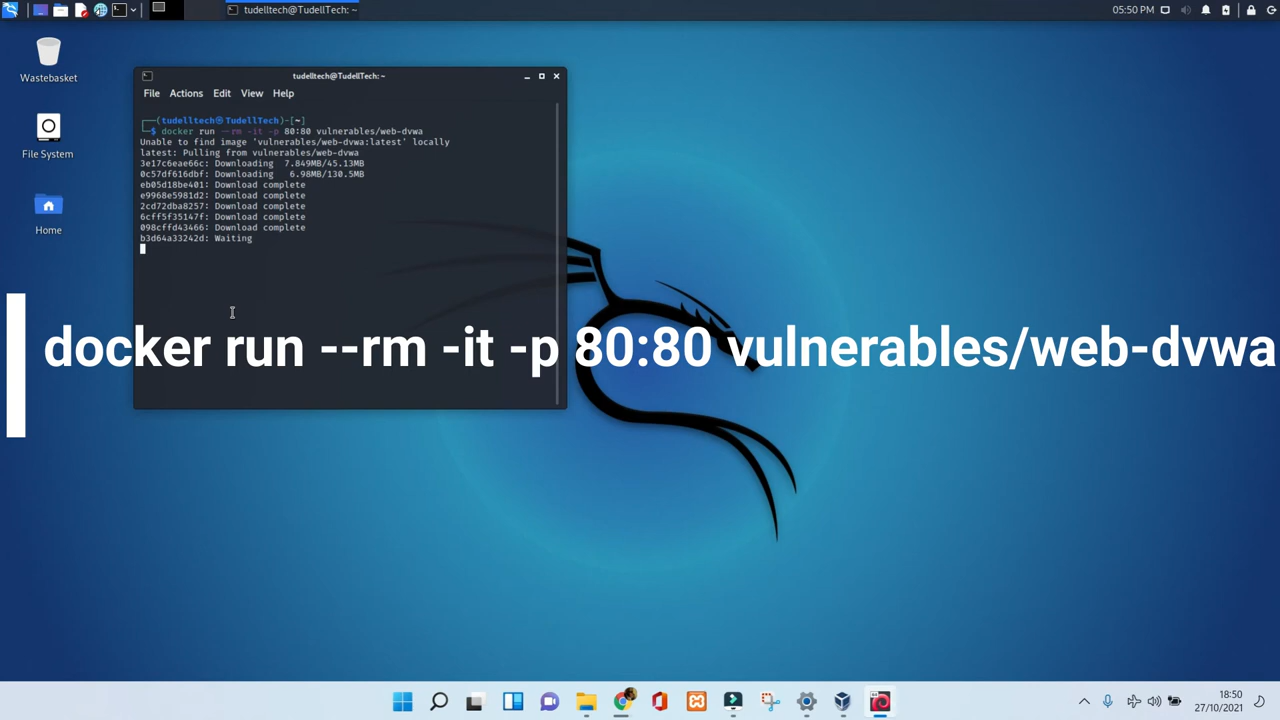 tudelltech@TudellTech: ~
05:50 PM
Wastebasket
File System
Home
tudelltech@TudellTech: ~
File Actions Edit View Help
(tudelltech㉿TudellTech)-[~]
$ docker run --rm -it -p 80:80 vulnerables/web-dvwa
Unable to find image 'vulnerables/web-dvwa:latest' locally
latest: Pulling from vulnerables/web-dvwa
3e17c6eae66c: Downloading 7.849MB/45.13MB
0c57df616dbf: Downloading 6.98MB/130.5MB
eb05d18be401: Download complete
e9968e5981d2: Download complete
2cd72dba8257: Download complete
6cff5f35147f: Download complete
098cffd43466: Download complete
b3d64a33242d: Waiting
docker run --rm -it -p 80:80 vulnerables/web-dvwa
18:50
27/10/2021